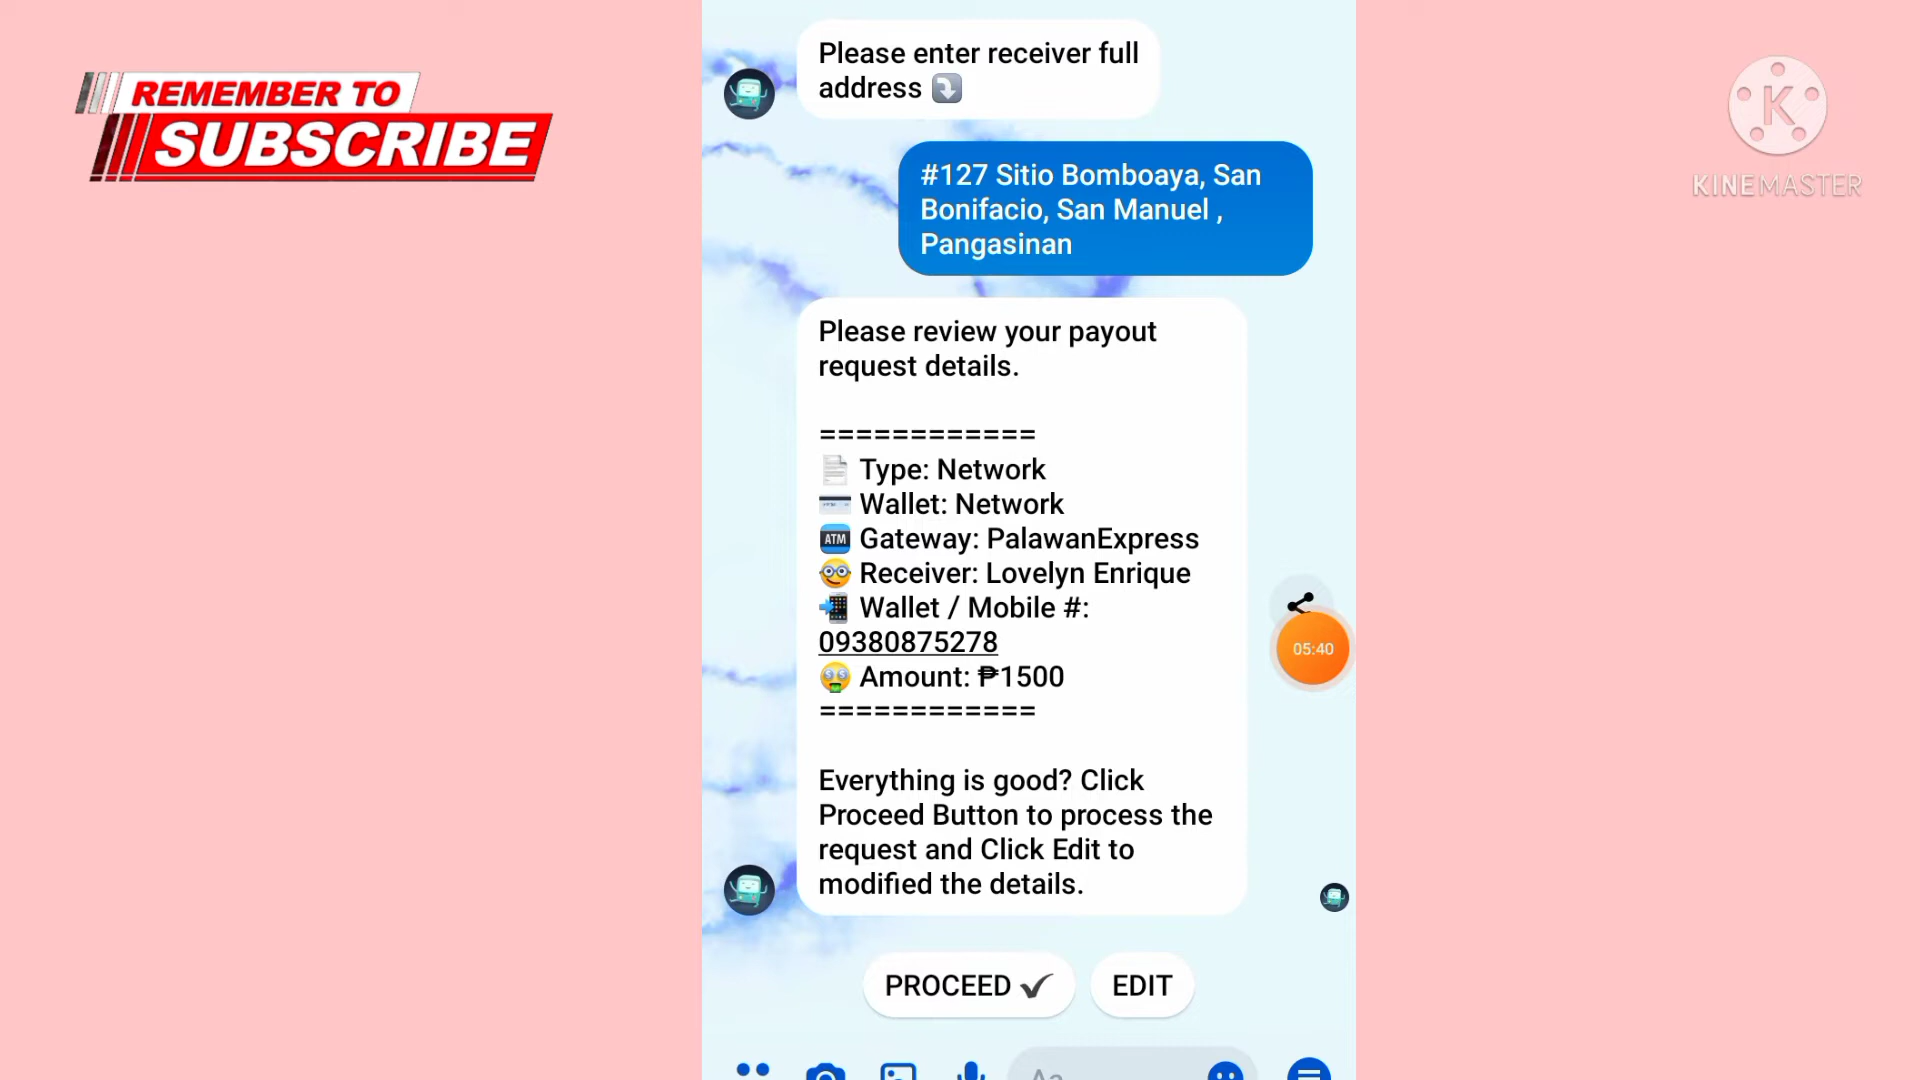 REMEMBER TO
SUBSCRIBE
KINEMASTER
Please enter receiver full
address
#127 Sitio Bomboaya, San
Bonifacio, San Manuel ,
Pangasinan
Please review your payout
request details.
============
Type: Network
Wallet: Network
ATM Gateway: PalawanExpress
Receiver: Lovelyn Enrique
Wallet / Mobile #:
09380875278
Amount: ₱1500
============
05:40
Everything is good? Click
Proceed Button to process the
request and Click Edit to
modified the details.
PROCEED ✓ EDIT
Aa